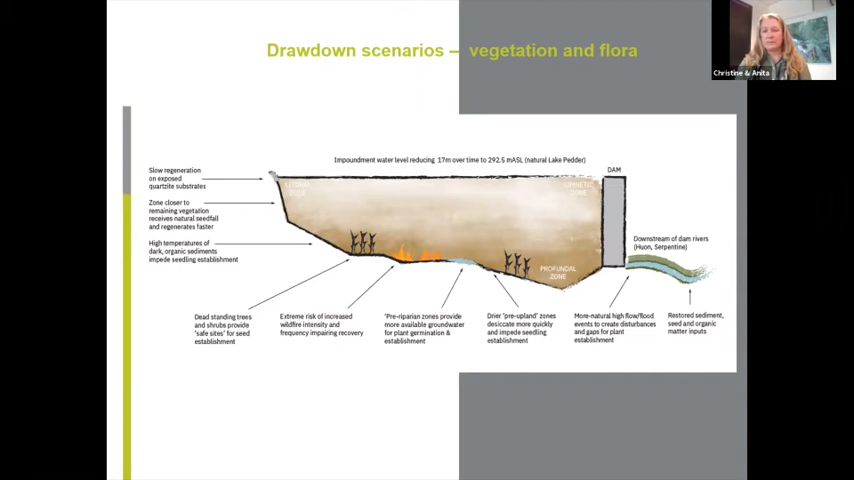 Drawdown scenarios – vegetation and flora
Christine & Anita
Impoundment water level reducing 17m over time to 292.5 mASL (natural Lake Pedder)
DAM
Slow regeneration
on exposed
quartzite substrates
LITTORAL
ZONE
LIMNETIC
ZONE
Zone closer to
remaining vegetation
receives natural seedfall
and regenerates faster
High temperatures of
dark, organic sediments
impede seedling establishment
Downstream of dam rivers
(Huon, Serpentine)
PROFUNDAL
ZONE
Dead standing trees
and shrubs provide
'safe sites' for seed
establishment
Extreme risk of increased
wildfire intensity and
frequency impairing recovery
'Pre-riparian zones provide
more available groundwater
for plant germination &
establishment
Drier 'pre-upland' zones
desiccate more quickly
and impede seedling
establishment
More-natural high flow/flood
events to create disturbances
and gaps for plant
establishment
Restored sediment,
seed and organic
matter inputs